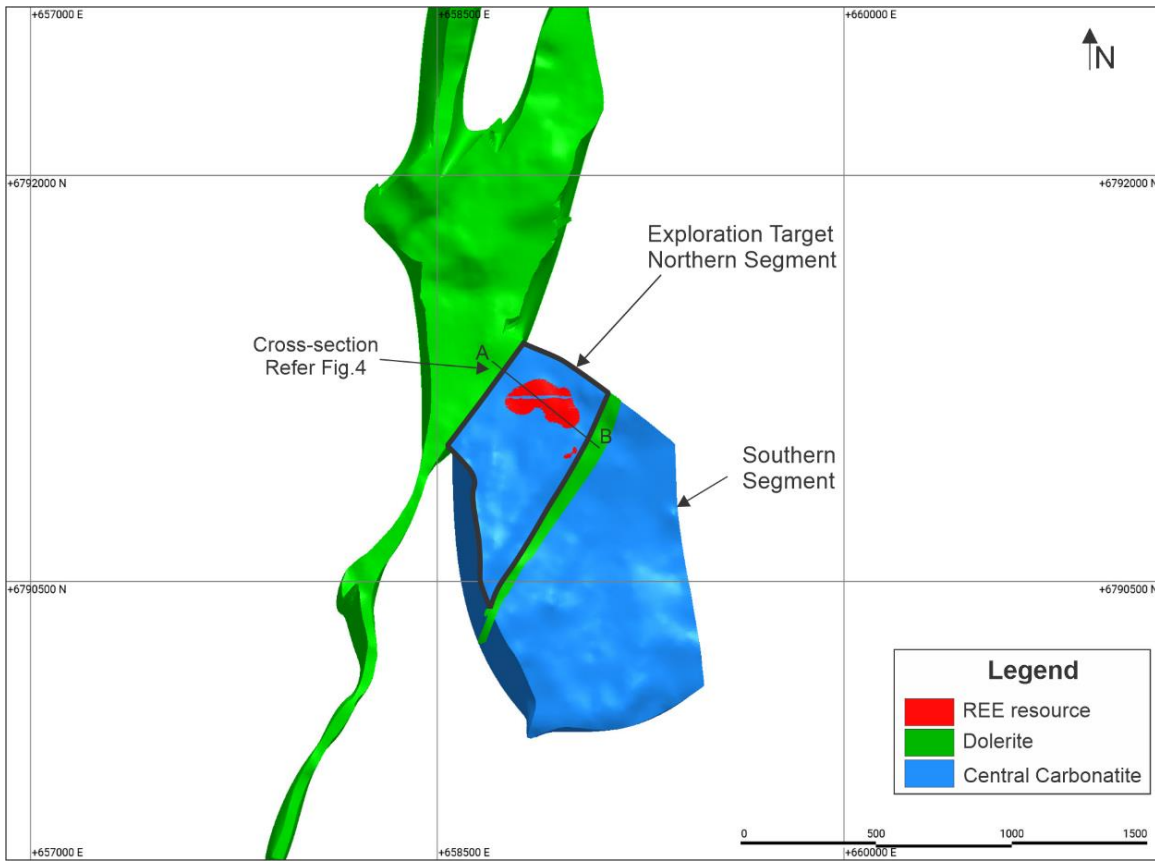 +657000 E
+658500 E
+660000 E
N
+6792000 N
+6792000 N
Exploration Target
Northern Segment
Cross-section
Refer Fig.4
A
B
Southern
Segment
+6790500 N
+6790500 N
Legend
REE resource
Dolerite
Central Carbonatite
0
500
1000
1500
+657000 E
+658500 E
+660000 E